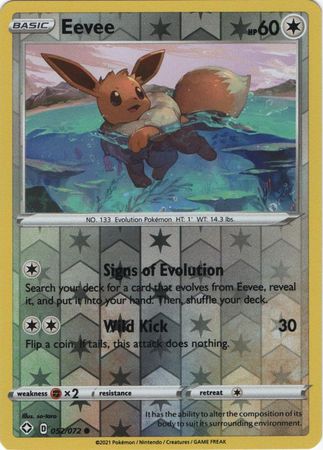 BASIC Eevee HP60
NO. 133 Evolution Pokémon HT: 1' WT: 14.3 lbs.
Signs of Evolution
Search your deck for a card that evolves from Eevee, reveal
it, and put it into your hand. Then, shuffle your deck.
Wild Kick 30
Flip a coin. If tails, this attack does nothing.
weakness ×2 resistance retreat
Illus. so-taro
D 052/072
It has the ability to alter the composition of its
body to suit its surrounding environment.
©2021 Pokémon / Nintendo / Creatures / GAME FREAK